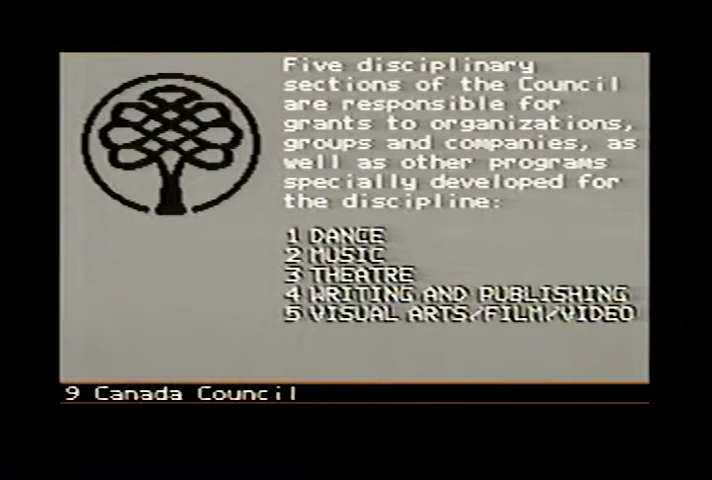 Five disciplinary
sections of the Council
are responsible for
grants to organizations,
groups and companies, as
well as other programs
specially developed for
the discipline:
1 DANCE
2 MUSIC
3 THEATRE
4 WRITING AND PUBLISHING
5 VISUAL ARTS/FILM/VIDEO
9 Canada Council